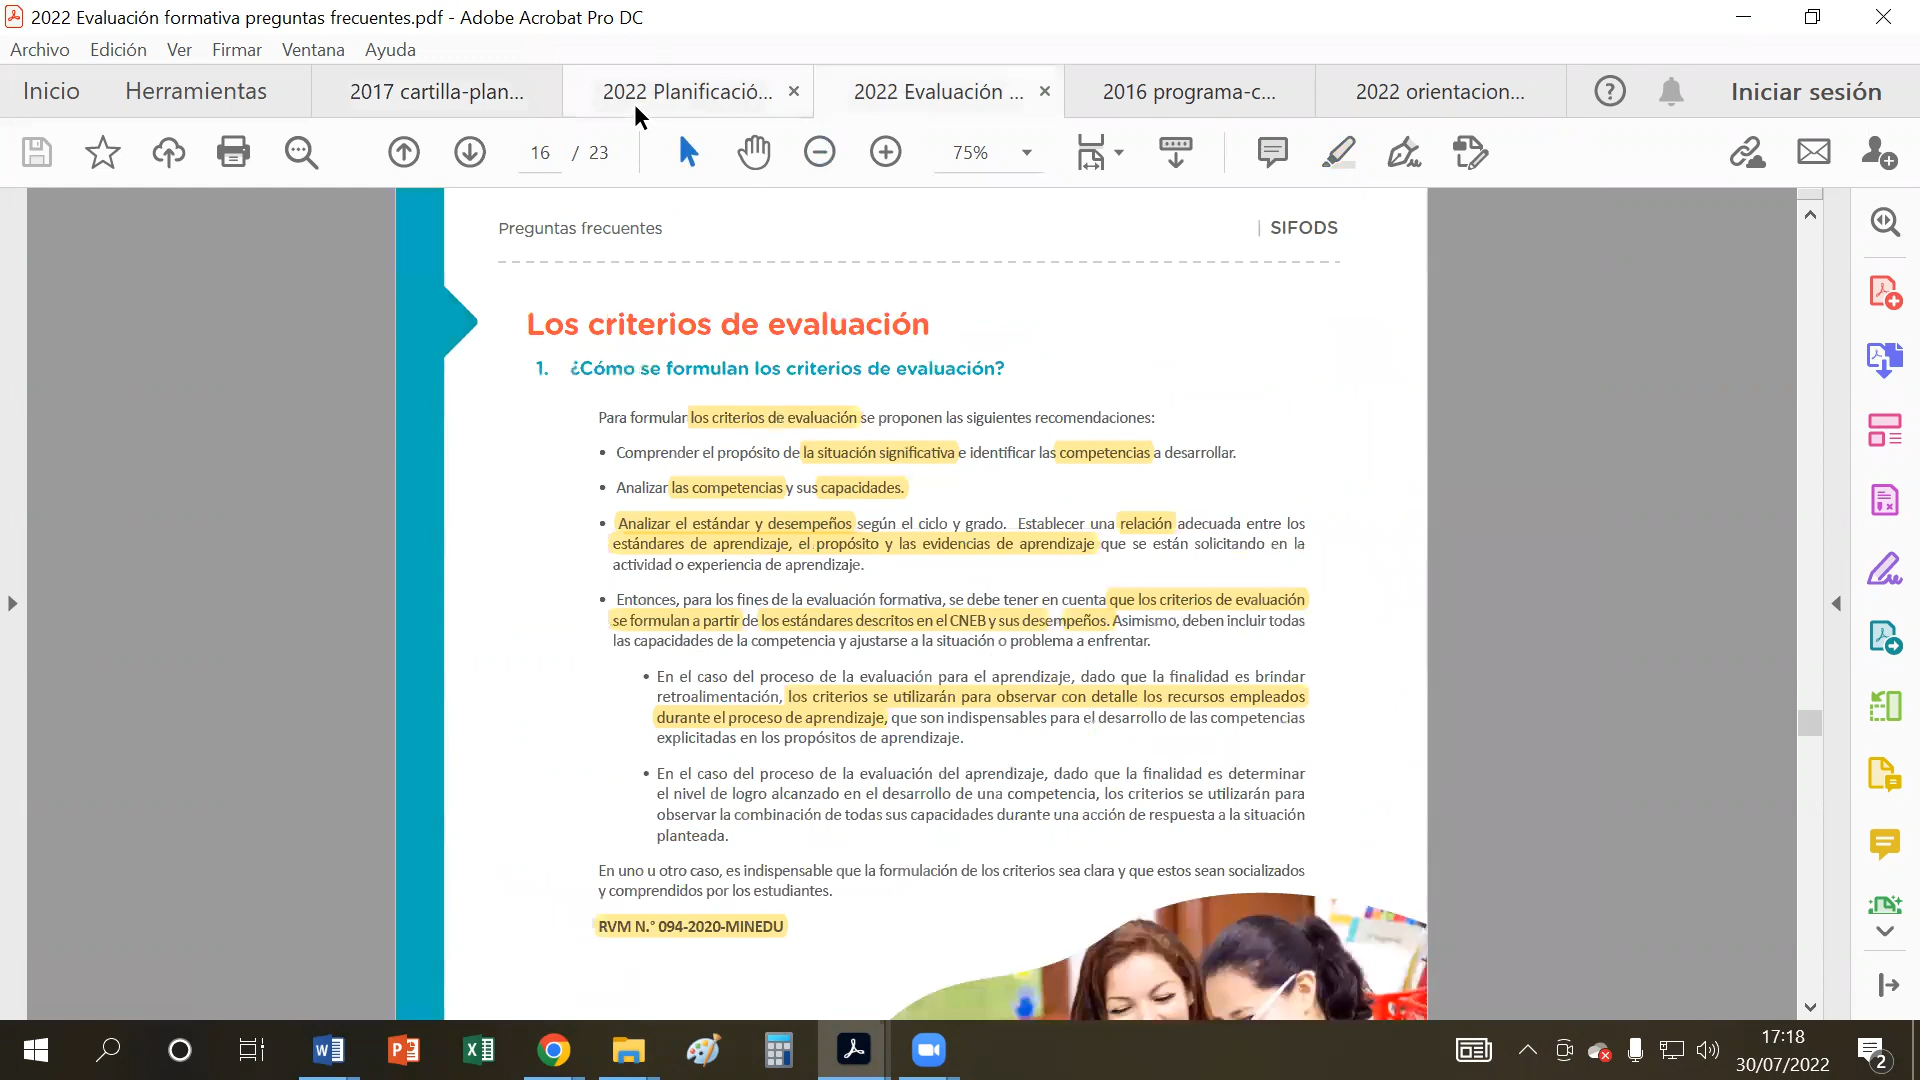 2022 Evaluación formativa preguntas frecuentes.pdf - Adobe Acrobat Pro DC
Archivo Edición Ver Firmar Ventana Ayuda
Inicio Herramientas 2017 cartilla-plan... 2022 Planificació... 2022 Evaluación ... 2016 programa-c... 2022 orientacion... Iniciar sesión
16 / 23 75%
Preguntas frecuentes | SIFODS
Los criterios de evaluación
1. ¿Cómo se formulan los criterios de evaluación?
Para formular los criterios de evaluación se proponen las siguientes recomendaciones:
• Comprender el propósito de la situación significativa e identificar las competencias a desarrollar.
• Analizar las competencias y sus capacidades.
• Analizar el estándar y desempeños según el ciclo y grado. Establecer una relación adecuada entre los
estándares de aprendizaje, el propósito y las evidencias de aprendizaje que se están solicitando en la
actividad o experiencia de aprendizaje.
• Entonces, para los fines de la evaluación formativa, se debe tener en cuenta que los criterios de evaluación
se formulan a partir de los estándares descritos en el CNEB y sus desempeños. Asimismo, deben incluir todas
las capacidades de la competencia y ajustarse a la situación o problema a enfrentar.
• En el caso del proceso de la evaluación para el aprendizaje, dado que la finalidad es brindar
retroalimentación, los criterios se utilizarán para observar con detalle los recursos empleados
durante el proceso de aprendizaje, que son indispensables para el desarrollo de las competencias
explicitadas en los propósitos de aprendizaje.
• En el caso del proceso de la evaluación del aprendizaje, dado que la finalidad es determinar
el nivel de logro alcanzado en el desarrollo de una competencia, los criterios se utilizarán para
observar la combinación de todas sus capacidades durante una acción de respuesta a la situación
planteada.
En uno u otro caso, es indispensable que la formulación de los criterios sea clara y que estos sean socializados
y comprendidos por los estudiantes.
RVM N.° 094-2020-MINEDU
17:18
30/07/2022
2